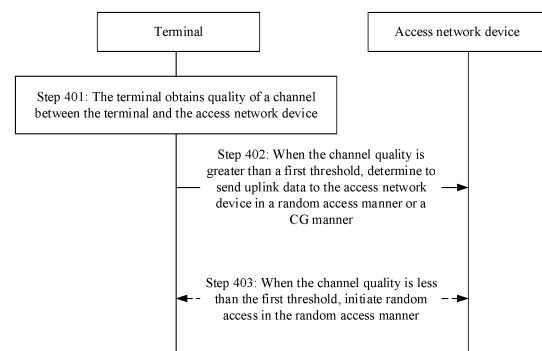 Terminal
Access network device
Step 401: The terminal obtains quality of a channel
between the terminal and the access network device
Step 402: When the channel quality is
greater than a first threshold, determine to
send uplink data to the access network
device in a random access manner or a
CG manner
Step 403: When the channel quality is less
than the first threshold, initiate random
access in the random access manner